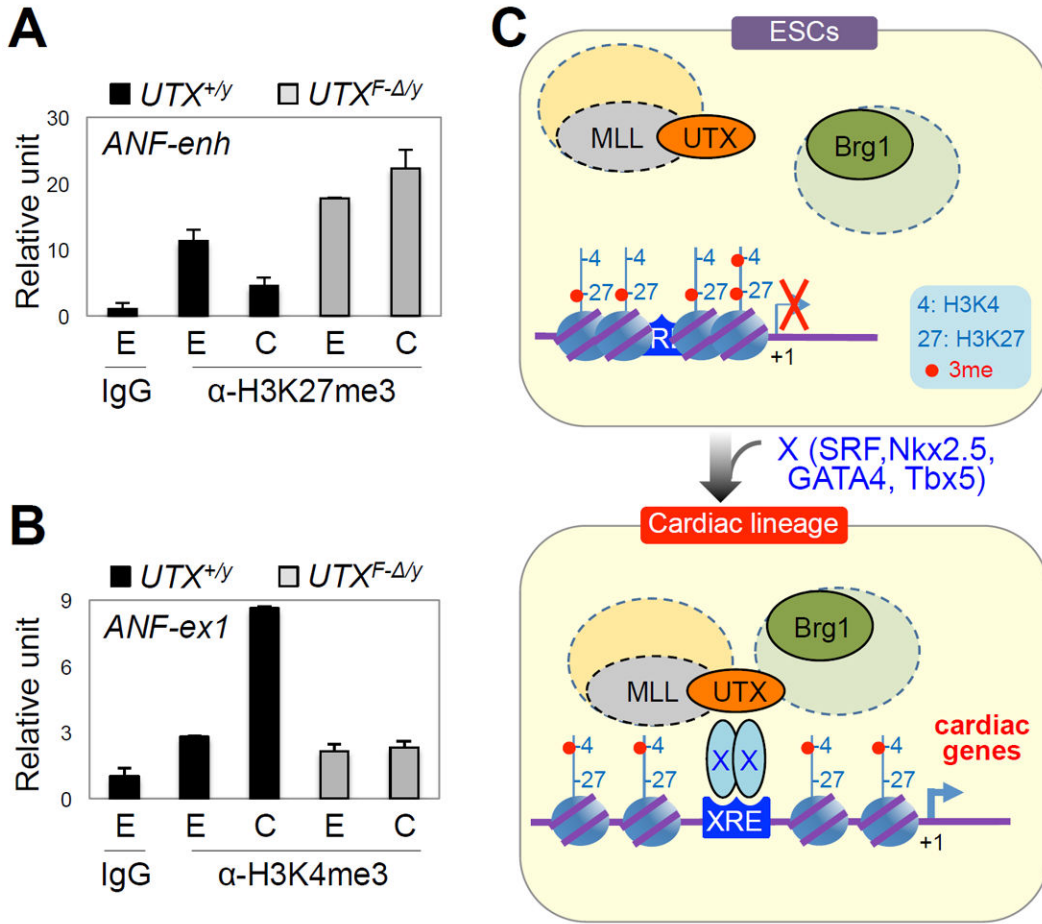 A
UTX+/y UTXF-Δ/y
ANF-enh
Relative unit
30
20
10
0
E E C E C
IgG α-H3K27me3
B
UTX+/y UTXF-Δ/y
ANF-ex1
Relative unit
9
6
3
0
E E C E C
IgG α-H3K4me3
C
ESCs
MLL UTX Brg1
-4 -4 -4 -4
-27 -27 -27 -27
+1
4: H3K4
27: H3K27
3me
X (SRF,Nkx2.5,
GATA4, Tbx5)
Cardiac lineage
Brg1
MLL UTX
cardiac
genes
-4 -4 X X -4 -4
-27 -27 -27 -27
XRE
+1